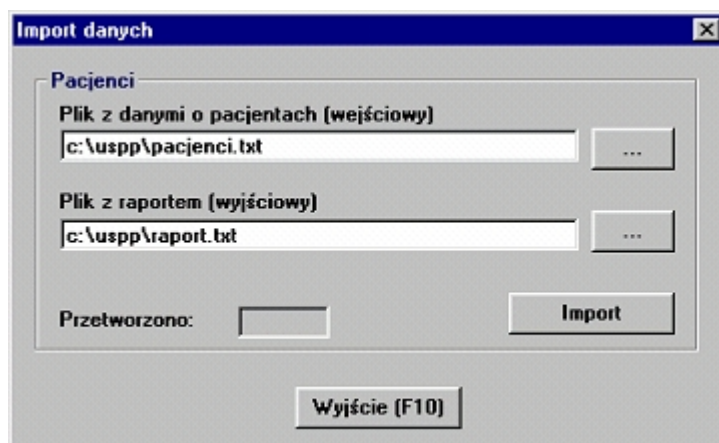 Import danych
Pacjenci
Plik z danymi o pacjentach (wejściowy)
c:\uspp\pacjenci.txt
...
Plik z raportem (wyjściowy)
c:\uspp\raport.txt
...
Przetworzono:
Import
Wyjście (F10)